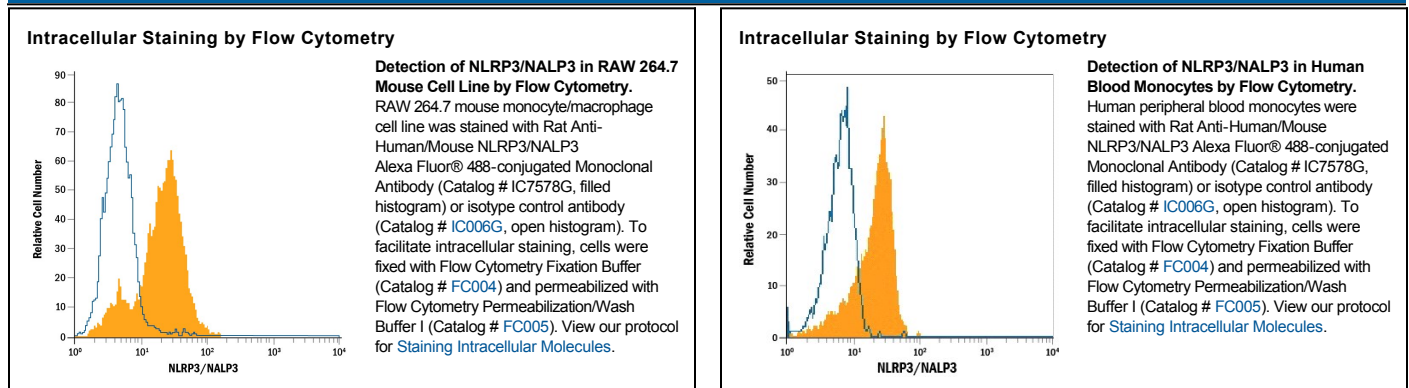 Intracellular Staining by Flow Cytometry
90
80
70
60
50
40
30
20
10
0
Relative Cell Number
10⁰
10¹
10²
10³
10⁴
NLRP3/NALP3
Detection of NLRP3/NALP3 in RAW 264.7
Mouse Cell Line by Flow Cytometry.
RAW 264.7 mouse monocyte/macrophage
cell line was stained with Rat Anti-
Human/Mouse NLRP3/NALP3
Alexa Fluor® 488-conjugated Monoclonal
Antibody (Catalog # IC7578G, filled
histogram) or isotype control antibody
(Catalog # IC006G, open histogram). To
facilitate intracellular staining, cells were
fixed with Flow Cytometry Fixation Buffer
(Catalog # FC004) and permeabilized with
Flow Cytometry Permeabilization/Wash
Buffer I (Catalog # FC005). View our protocol
for Staining Intracellular Molecules.
Intracellular Staining by Flow Cytometry
50
40
30
20
10
0
Relative Cell Number
10⁰
10¹
10²
10³
10⁴
NLRP3/NALP3
Detection of NLRP3/NALP3 in Human
Blood Monocytes by Flow Cytometry.
Human peripheral blood monocytes were
stained with Rat Anti-Human/Mouse
NLRP3/NALP3 Alexa Fluor® 488-conjugated
Monoclonal Antibody (Catalog # IC7578G,
filled histogram) or isotype control antibody
(Catalog # IC006G, open histogram). To
facilitate intracellular staining, cells were
fixed with Flow Cytometry Fixation Buffer
(Catalog # FC004) and permeabilized with
Flow Cytometry Permeabilization/Wash
Buffer I (Catalog # FC005). View our protocol
for Staining Intracellular Molecules.